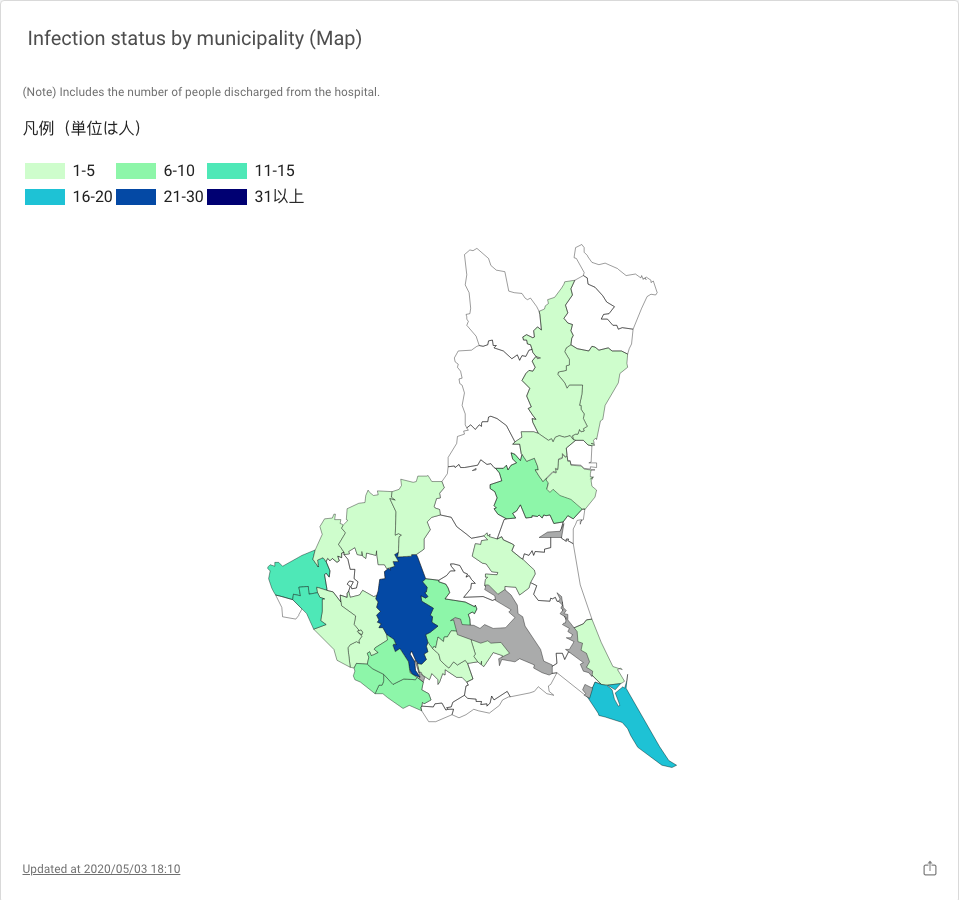 Infection status by municipality (Map)
(Note) Includes the number of people discharged from the hospital.
凡例（単位は人）
1-5 6-10 11-15
16-20 21-30 31以上
Updated at 2020/05/03 18:10